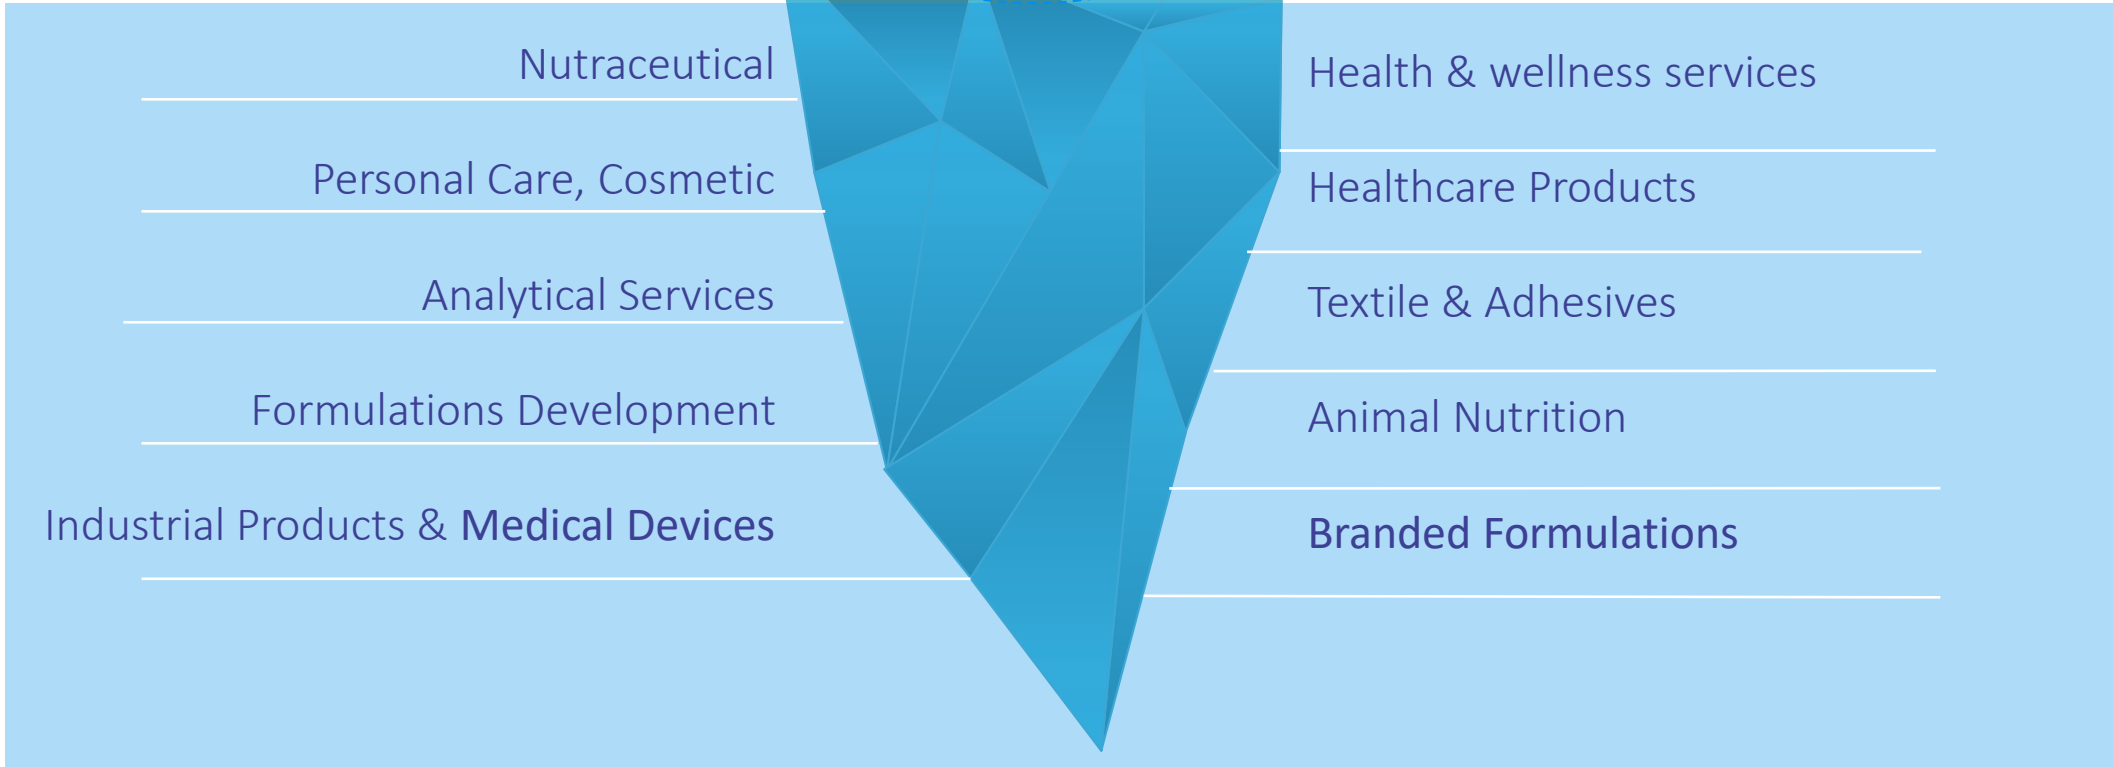 Nutraceutical
Personal Care, Cosmetic
Analytical Services
Formulations Development
Industrial Products & Medical Devices
Health & wellness services
Healthcare Products
Textile & Adhesives
Animal Nutrition
Branded Formulations